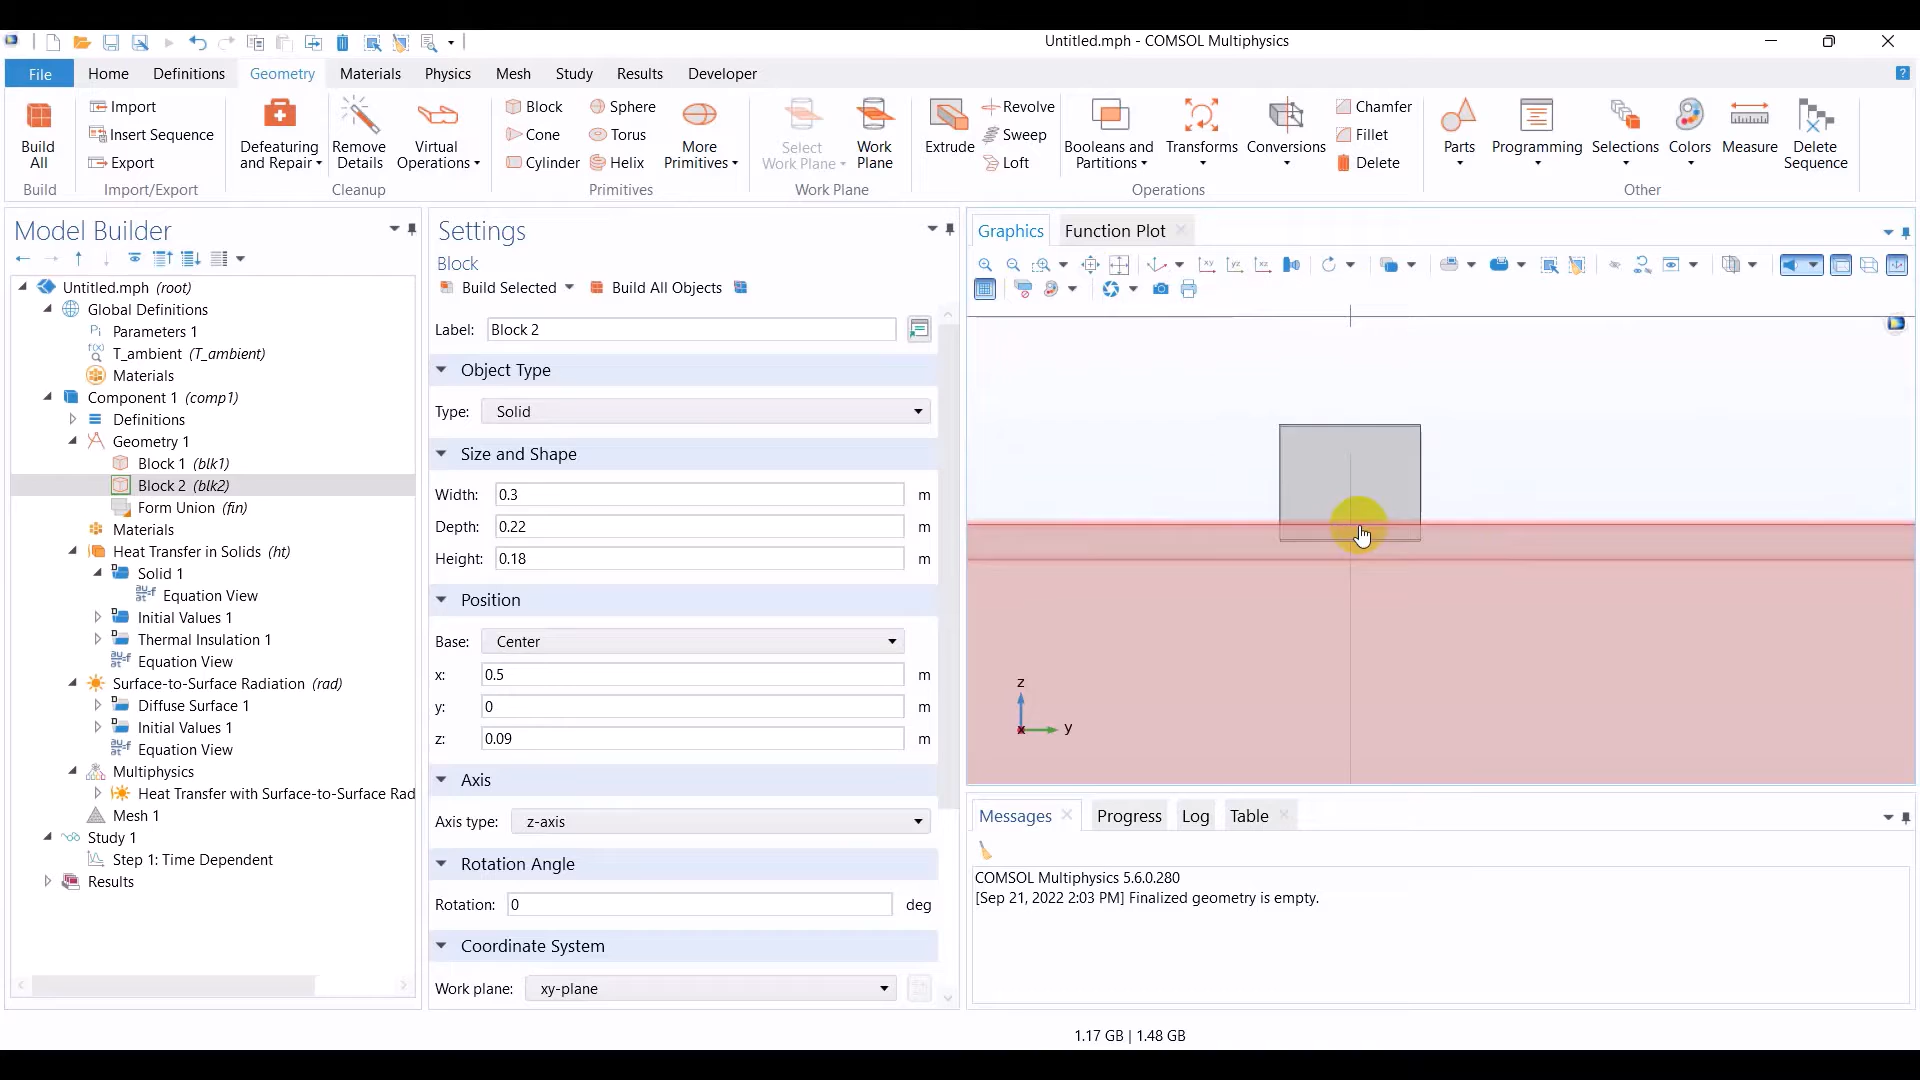 Untitled.mph - COMSOL Multiphysics
File Home Definitions Geometry Materials Physics Mesh Study Results Developer
Build All
Build
Import
Insert Sequence
Export
Import/Export
Defeaturing and Repair
Remove Details
Virtual Operations
Cleanup
Block
Cone
Cylinder
Sphere
Torus
Helix
More Primitives
Primitives
Select Work Plane
Work Plane
Work Plane
Extrude
Revolve
Sweep
Loft
Booleans and Partitions
Transforms
Conversions
Chamfer
Fillet
Delete
Operations
Parts
Programming
Selections
Colors
Measure
Delete Sequence
Other
Model Builder
Untitled.mph (root)
Global Definitions
Pi Parameters 1
T_ambient (T_ambient)
Materials
Component 1 (comp1)
Definitions
Geometry 1
Block 1 (blk1)
Block 2 (blk2)
Form Union (fin)
Materials
Heat Transfer in Solids (ht)
Solid 1
Equation View
Initial Values 1
Thermal Insulation 1
Equation View
Surface-to-Surface Radiation (rad)
Diffuse Surface 1
Initial Values 1
Equation View
Multiphysics
Heat Transfer with Surface-to-Surface Rad
Mesh 1
Study 1
Step 1: Time Dependent
Results
Settings
Block
Build Selected Build All Objects
Label: Block 2
Object Type
Type: Solid
Size and Shape
Width: 0.3 m
Depth: 0.22 m
Height: 0.18 m
Position
Base: Center
x: 0.5 m
y: 0 m
z: 0.09 m
Axis
Axis type: z-axis
Rotation Angle
Rotation: 0 deg
Coordinate System
Work plane: xy-plane
Graphics Function Plot
z
x y
Messages Progress Log Table
COMSOL Multiphysics 5.6.0.280
[Sep 21, 2022 2:03 PM] Finalized geometry is empty.
1.17 GB | 1.48 GB